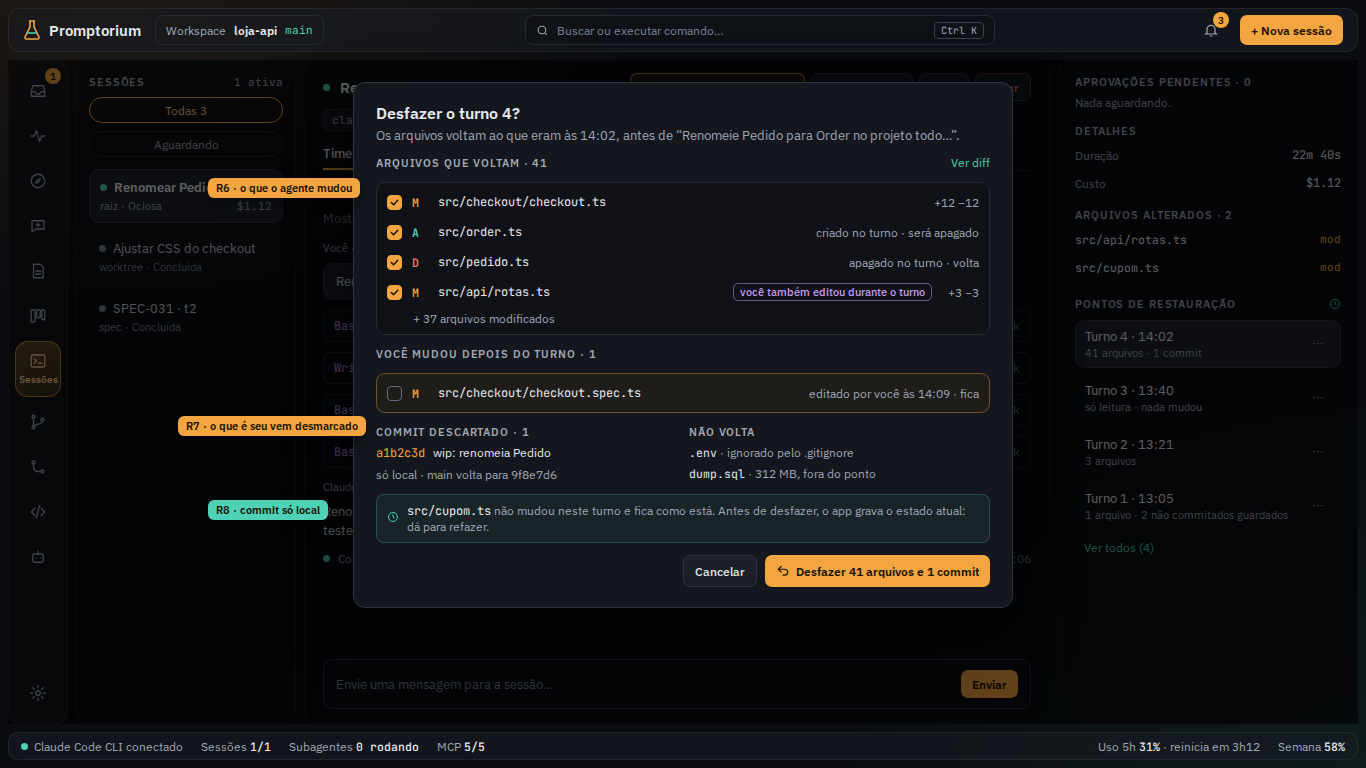 Promptorium
Workspace loja-api main
Buscar ou executar comando...
Ctrl K
3
+ Nova sessão
1
Sessões
SESSÕES
1 ativa
Todas 3
Aguardando
Renomear Pedi
raiz · Ociosa
$1.12
Ajustar CSS do checkout
worktree · Concluída
SPEC-031 · t2
spec · Concluída
R6 · o que o agente mudou
R7 · o que é seu vem desmarcado
R8 · commit só local
Re
cla
Time
Most
Você
Ren
Bas
Wri
Bas
Bas
Claude
teste
Co
:06
Desfazer o turno 4?
Os arquivos voltam ao que eram às 14:02, antes de “Renomeie Pedido para Order no projeto todo…”.
ARQUIVOS QUE VOLTAM · 41
Ver diff
M src/checkout/checkout.ts +12 −12
A src/order.ts criado no turno · será apagado
D src/pedido.ts apagado no turno · volta
M src/api/rotas.ts você também editou durante o turno +3 −3
+ 37 arquivos modificados
VOCÊ MUDOU DEPOIS DO TURNO · 1
M src/checkout/checkout.spec.ts editado por você às 14:09 · fica
COMMIT DESCARTADO · 1
a1b2c3d wip: renomeia Pedido
só local · main volta para 9f8e7d6
NÃO VOLTA
.env · ignorado pelo .gitignore
dump.sql · 312 MB, fora do ponto
src/cupom.ts não mudou neste turno e fica como está. Antes de desfazer, o app grava o estado atual:
dá para refazer.
Cancelar
Desfazer 41 arquivos e 1 commit
Envie uma mensagem para a sessão...
Enviar
APROVAÇÕES PENDENTES · 0
Nada aguardando.
DETALHES
Duração 22m 40s
Custo $1.12
ARQUIVOS ALTERADOS · 2
src/api/rotas.ts mod
src/cupom.ts mod
PONTOS DE RESTAURAÇÃO
Turno 4 · 14:02
41 arquivos · 1 commit
...
Turno 3 · 13:40
só leitura · nada mudou
...
Turno 2 · 13:21
3 arquivos
...
Turno 1 · 13:05
1 arquivo · 2 não commitados guardados
...
Ver todos (4)
Claude Code CLI conectado
Sessões 1/1
Subagentes 0 rodando
MCP 5/5
Uso 5h 31% · reinicia em 3h12
Semana 58%